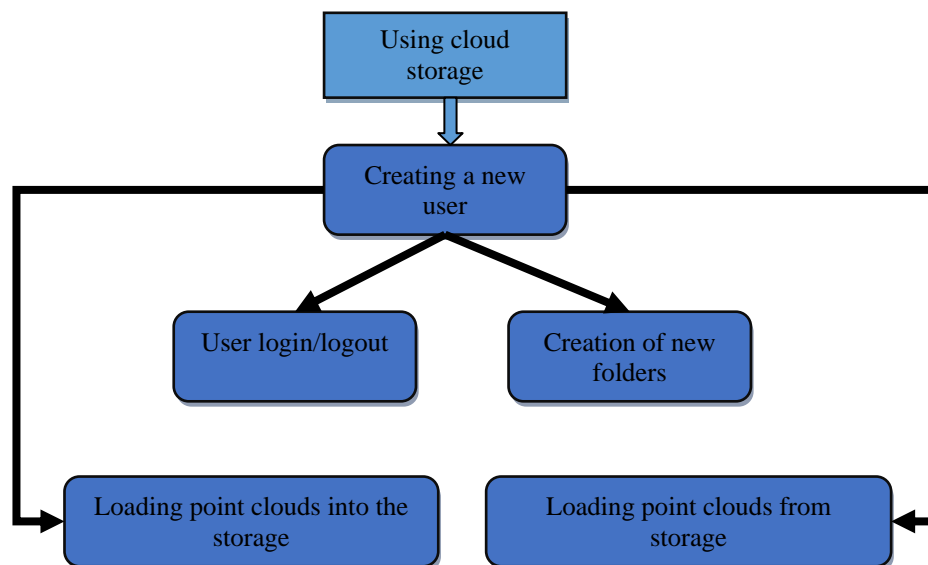 Using cloud
storage
Creating a new
user
User login/logout
Creation of new
folders
Loading point clouds into the
storage
Loading point clouds from
storage